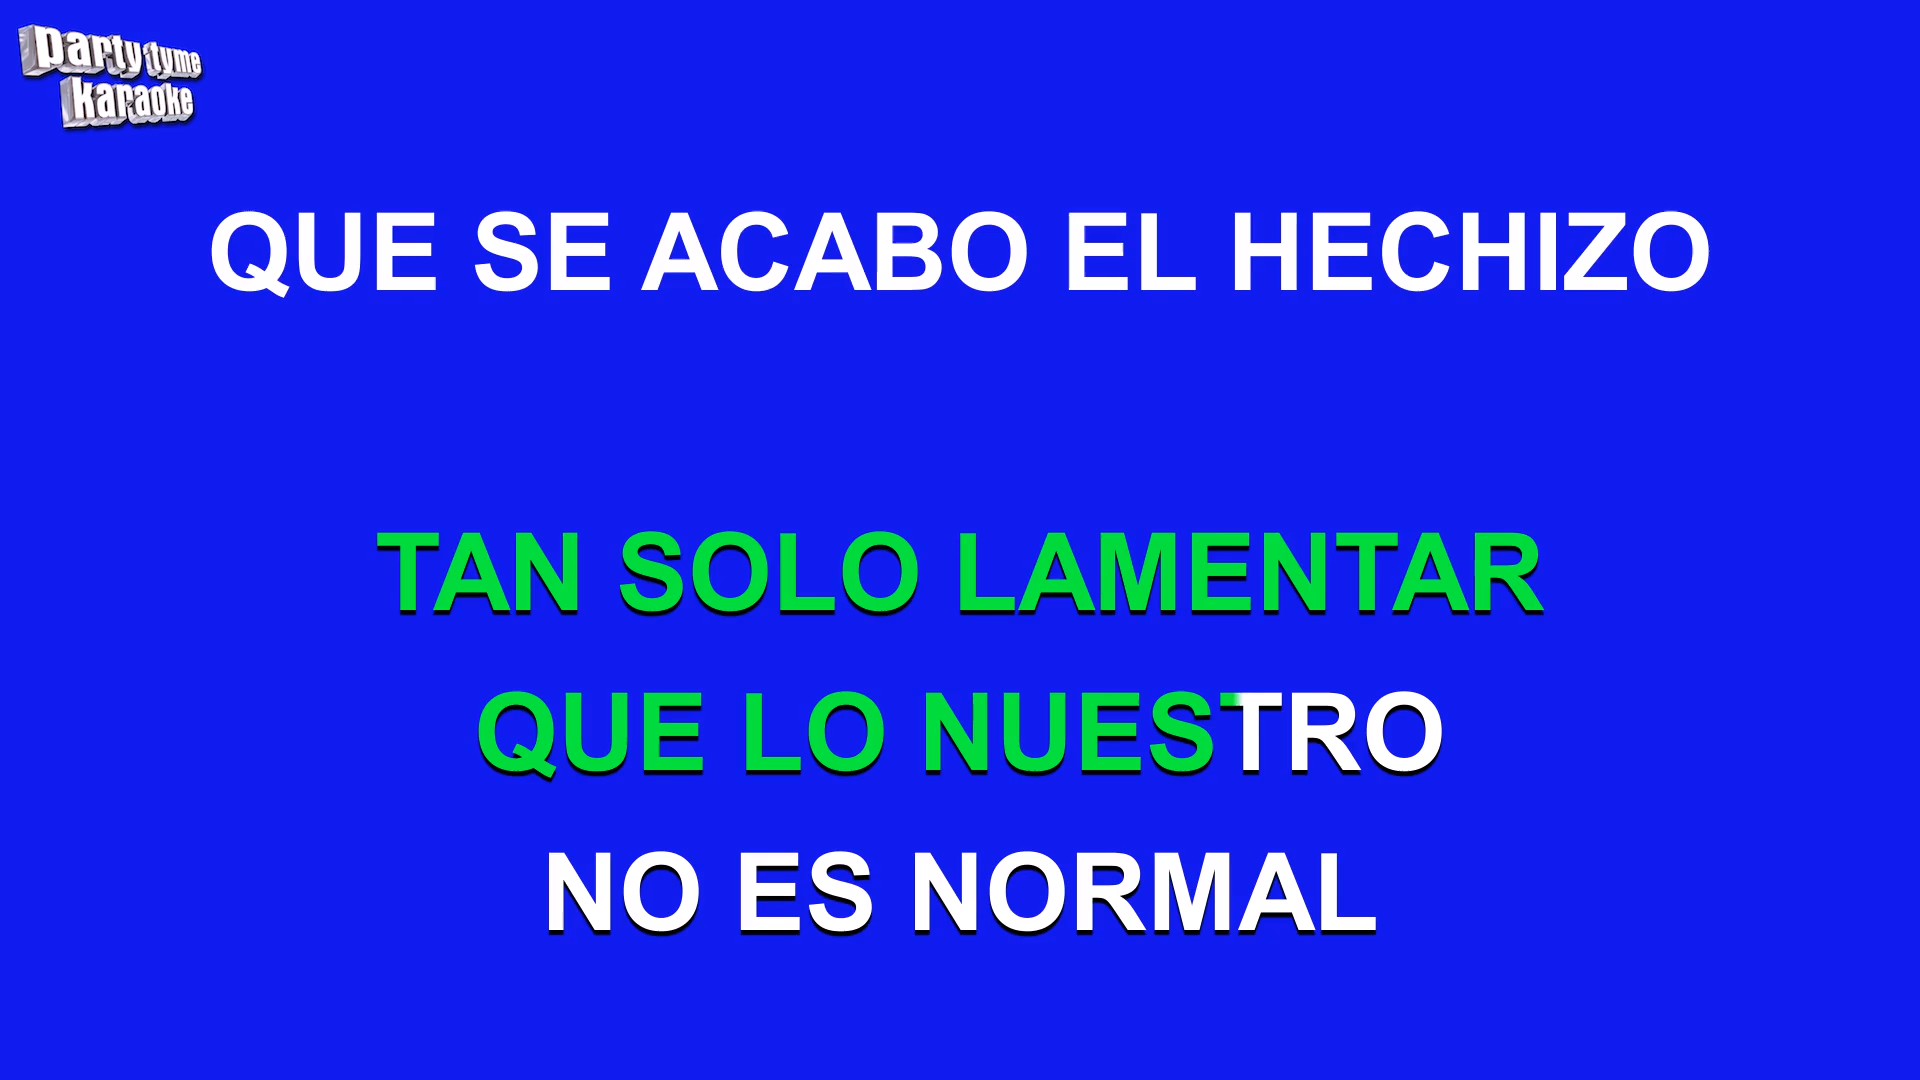 party tyme
karaoke
QUE SE ACABO EL HECHIZO
TAN SOLO LAMENTAR
QUE LO NUESTRO
NO ES NORMAL